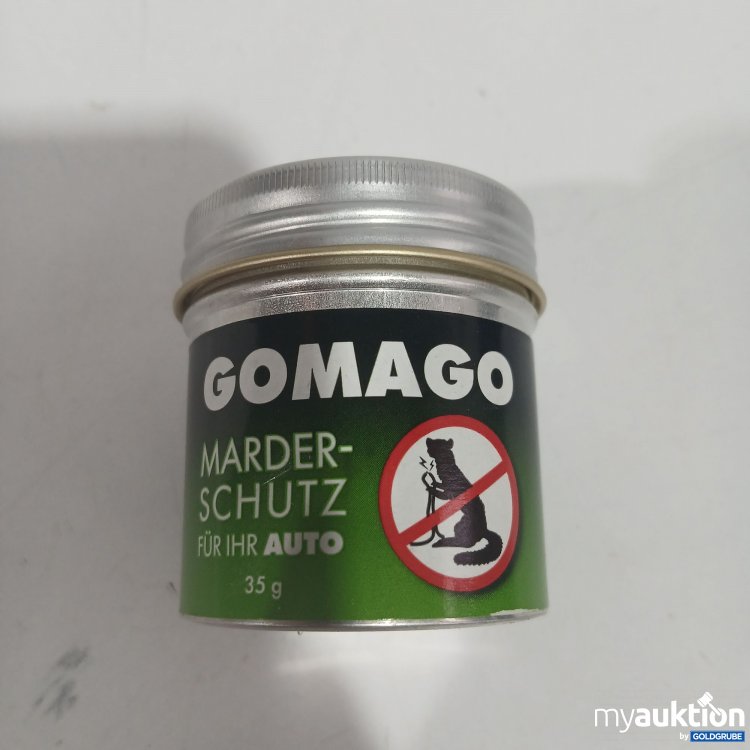 GOMAGO
MARDER-
SCHUTZ
FÜR IHR AUTO
35 g
myauktion
by GOLDGRUBE